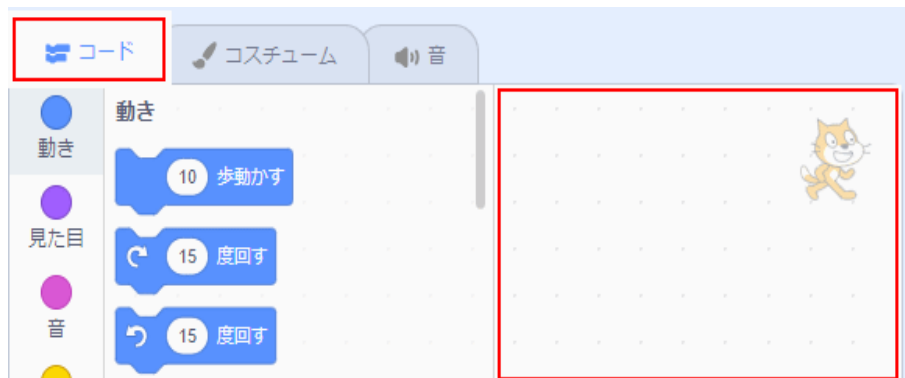 コード
コスチューム
音
動き
見た目
音
動き
10 歩動かす
15 度回す
15 度回す